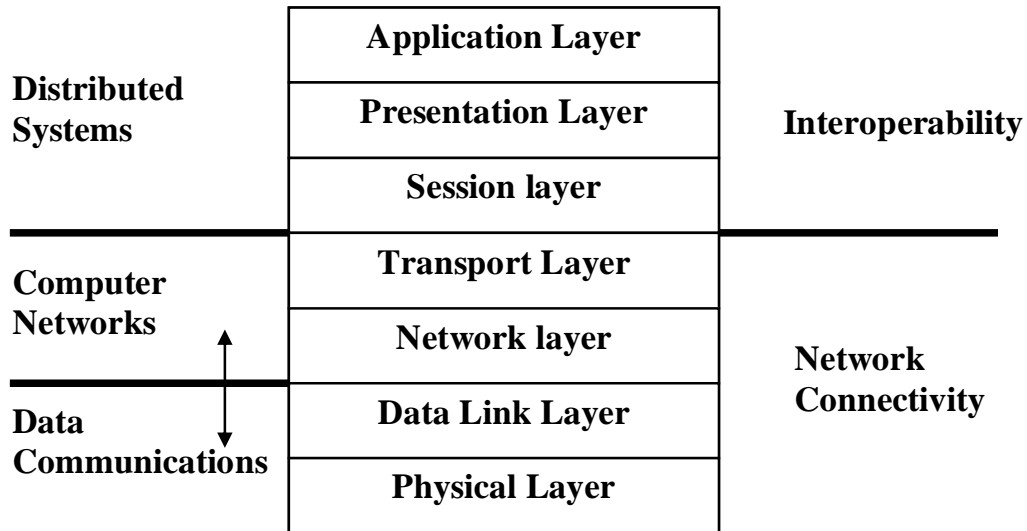 Application Layer
Distributed
Systems
Presentation Layer
Interoperability
Session layer
Computer
Networks
Transport Layer
Network layer
Network
Connectivity
Data
Communications
Data Link Layer
Physical Layer